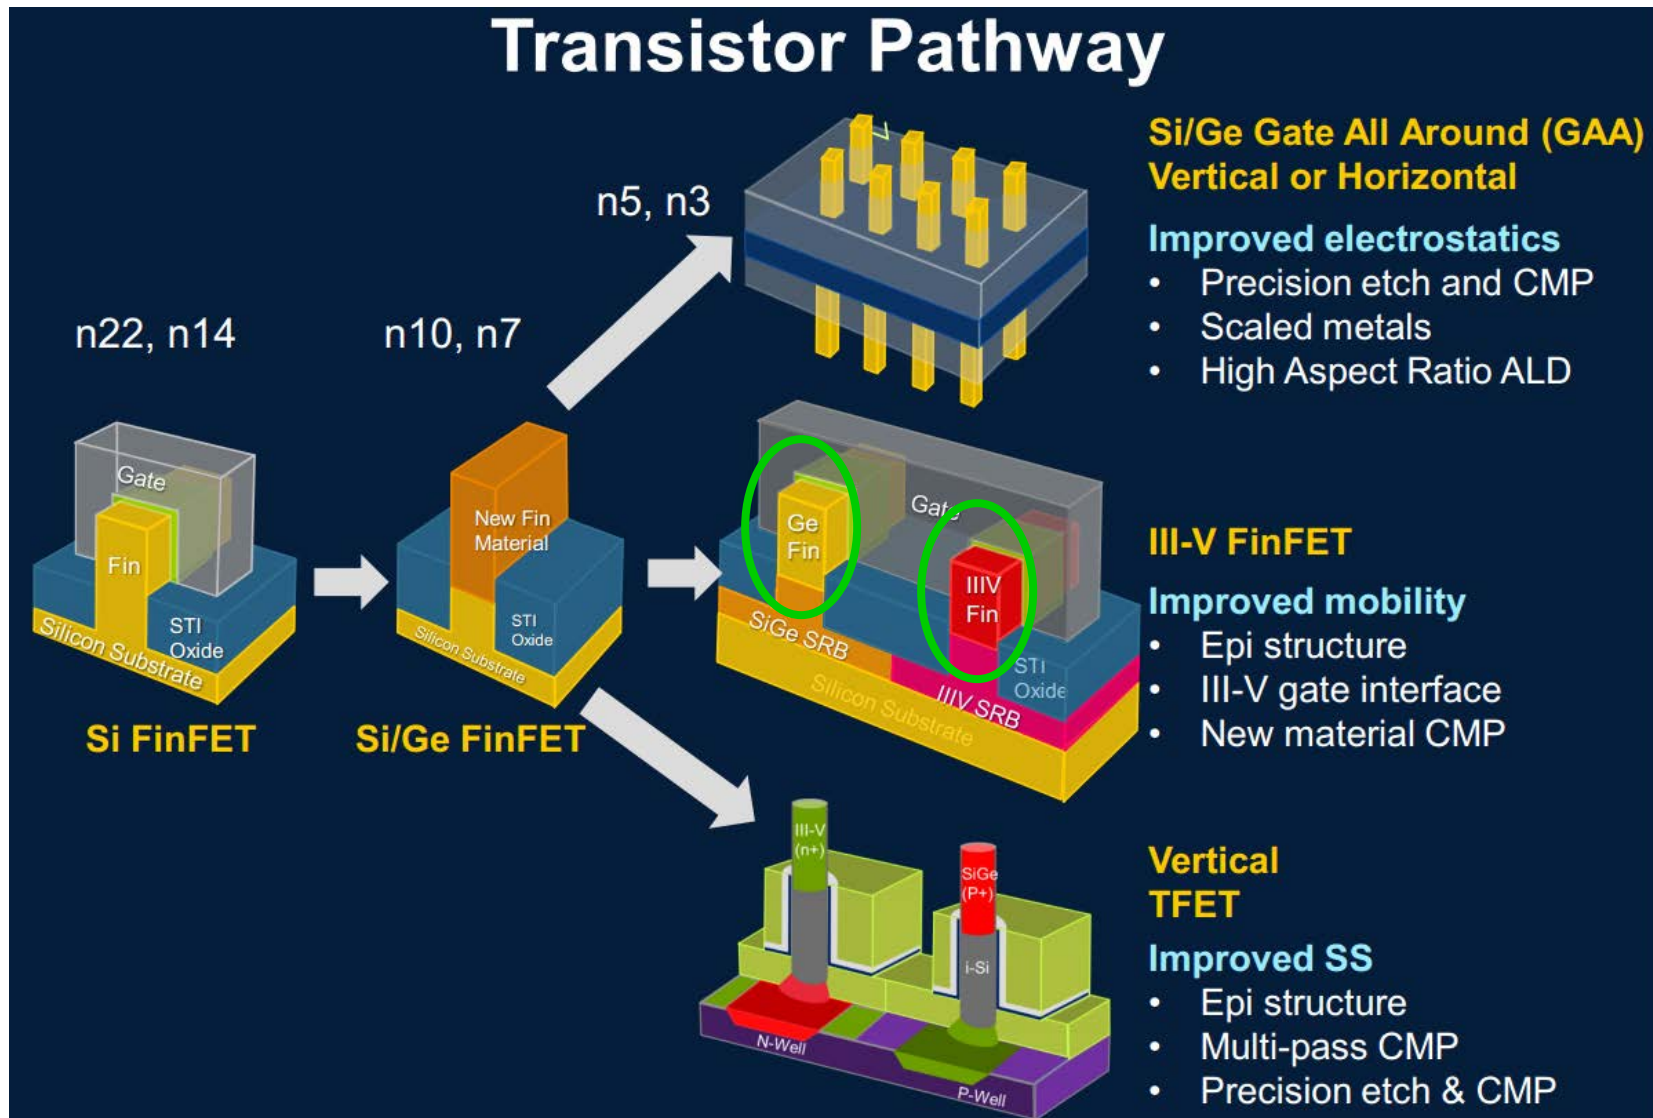 Transistor Pathway
n22, n14
n10, n7
n5, n3
Gate
Fin
STI
Oxide
Silicon Substrate
Si FinFET
New Fin
Material
STI
Oxide
Silicon Substrate
Si/Ge FinFET
Si/Ge Gate All Around (GAA)
Vertical or Horizontal
Improved electrostatics
• Precision etch and CMP
• Scaled metals
• High Aspect Ratio ALD
Gate
Ge
Fin
IIIV
Fin
SiGe SRB
IIIV SRB
STI
Oxide
Silicon Substrate
III-V FinFET
Improved mobility
• Epi structure
• III-V gate interface
• New material CMP
III-V
(n+)
SiGe
(P+)
i-Si
N-Well
P-Well
Vertical
TFET
Improved SS
• Epi structure
• Multi-pass CMP
• Precision etch & CMP